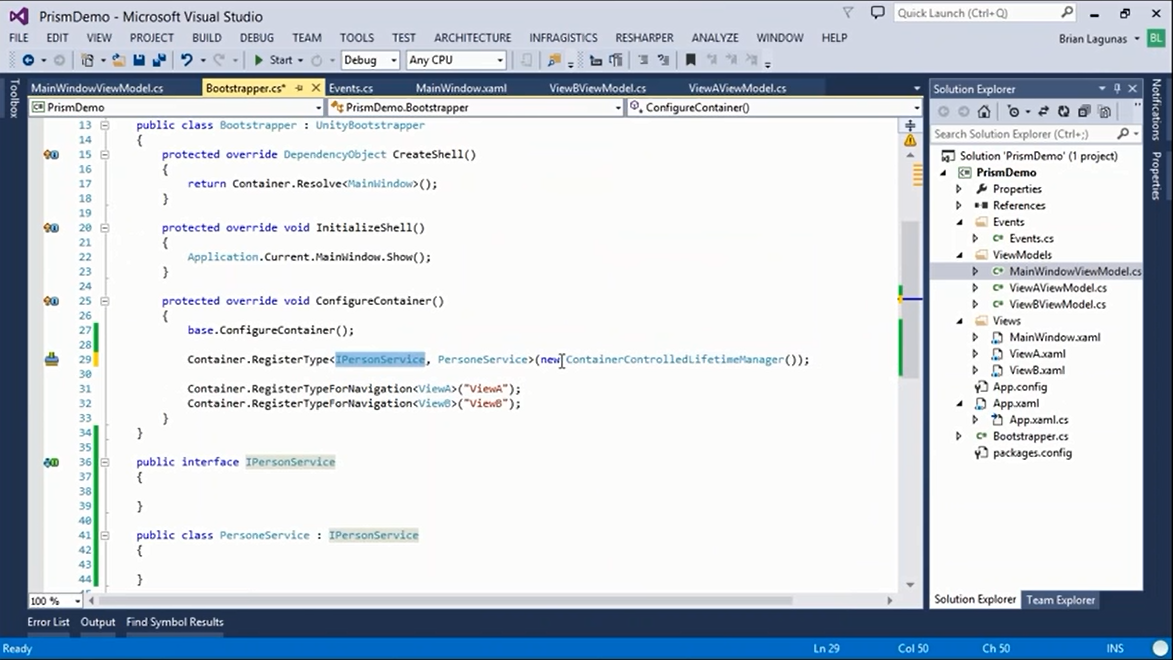 PrismDemo - Microsoft Visual Studio
Quick Launch (Ctrl+Q)
FILE EDIT VIEW PROJECT BUILD DEBUG TEAM TOOLS TEST ARCHITECTURE INFRAGISTICS RESHARPER ANALYZE WINDOW HELP
Brian Lagunas BL
Start Debug Any CPU
Toolbox
MainWindowViewModel.cs Bootstrapper.cs* Events.cs MainWindow.xaml ViewBViewModel.cs ViewAViewModel.cs
PrismDemo PrismDemo.Bootstrapper ConfigureContainer()
13 public class Bootstrapper : UnityBootstrapper
14 {
15 protected override DependencyObject CreateShell()
16 {
17 return Container.Resolve<MainWindow>();
18 }
19
20 protected override void InitializeShell()
21 {
22 Application.Current.MainWindow.Show();
23 }
24
25 protected override void ConfigureContainer()
26 {
27 base.ConfigureContainer();
28
29 Container.RegisterType<IPersonService, PersoneService>(new ContainerControlledLifetimeManager());
30
31 Container.RegisterTypeForNavigation<ViewA>("ViewA");
32 Container.RegisterTypeForNavigation<ViewB>("ViewB");
33 }
34 }
35
36 public interface IPersonService
37 {
38
39 }
40
41 public class PersoneService : IPersonService
42 {
43
44 }
100 %
Solution Explorer
Search Solution Explorer (Ctrl+;)
Solution 'PrismDemo' (1 project)
PrismDemo
Properties
References
Events
Events.cs
ViewModels
MainWindowViewModel.cs
ViewAViewModel.cs
ViewBViewModel.cs
Views
MainWindow.xaml
ViewA.xaml
ViewB.xaml
App.config
App.xaml
App.xaml.cs
Bootstrapper.cs
packages.config
Solution Explorer Team Explorer
Notifications
Properties
Error List Output Find Symbol Results
Ready Ln 29 Col 50 Ch 50 INS